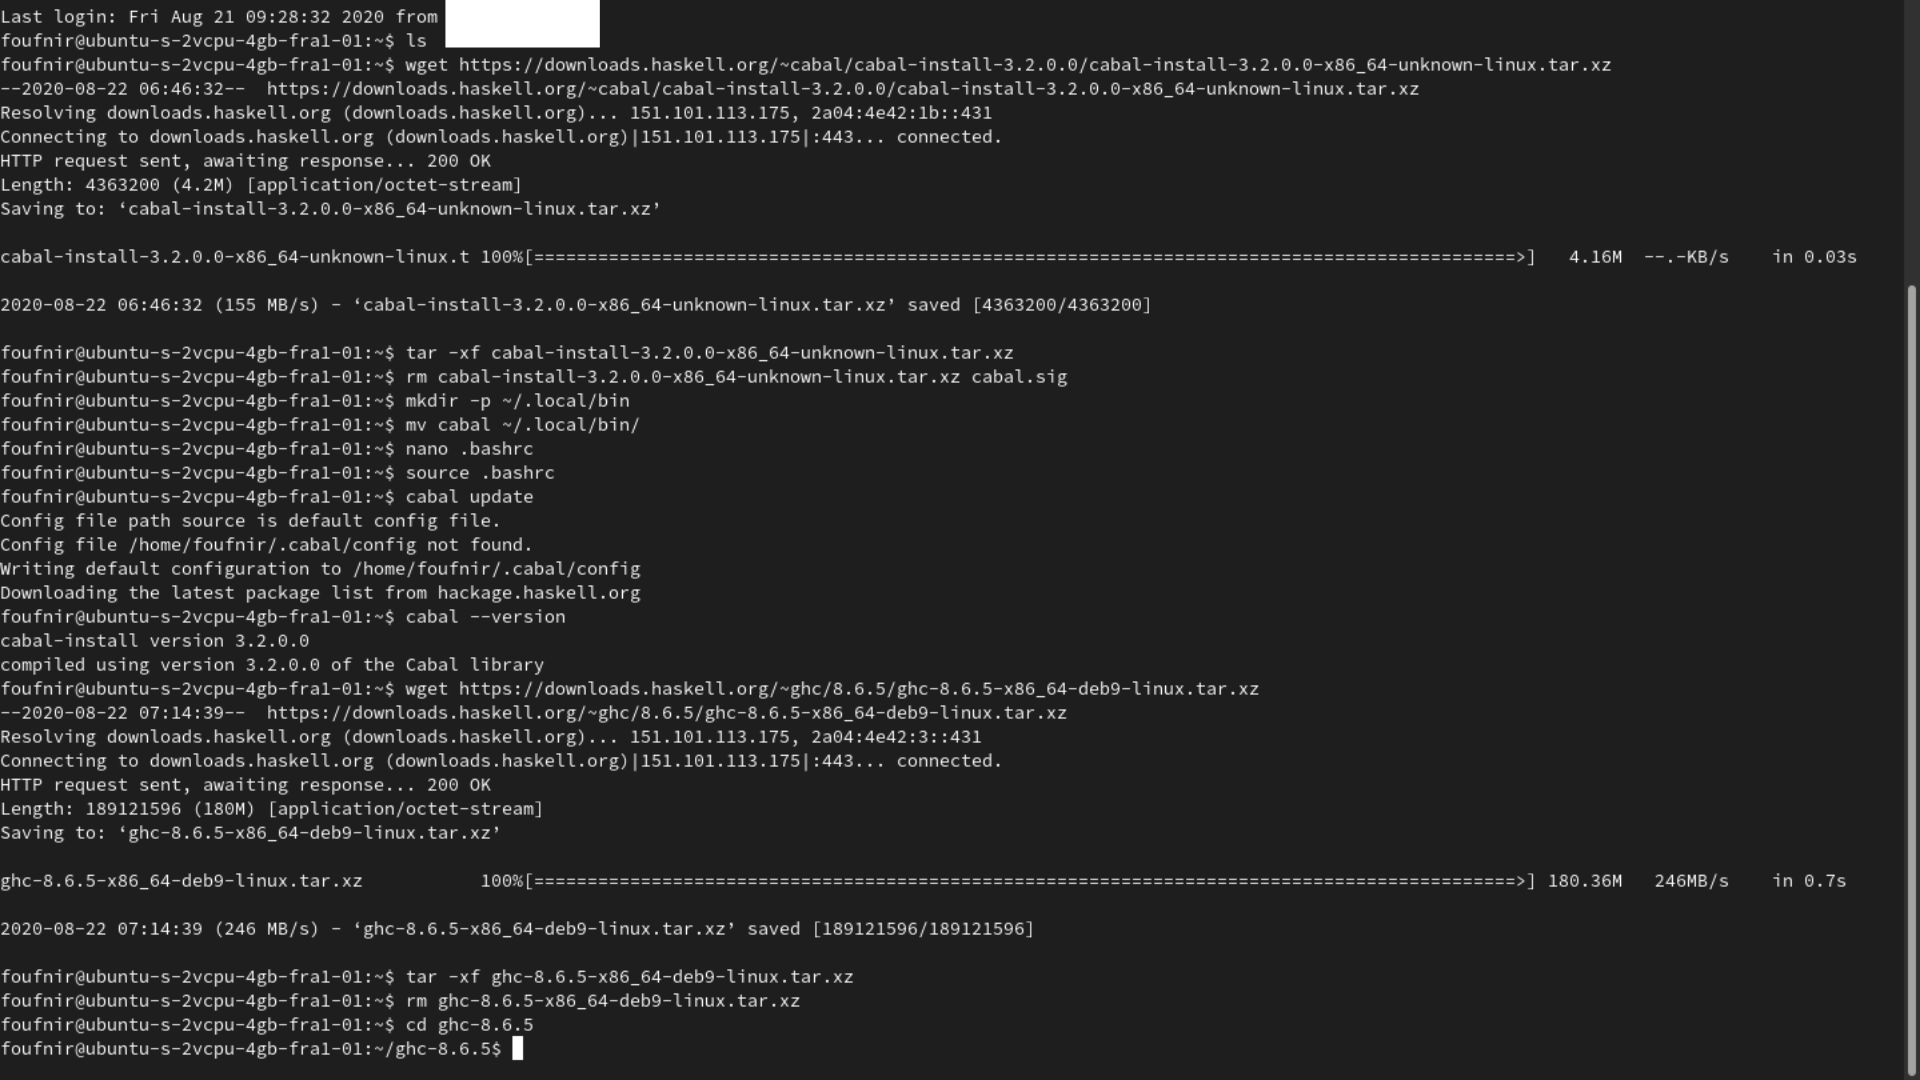 Last login: Fri Aug 21 09:28:32 2020 from
foufnir@ubuntu-s-2vcpu-4gb-fra1-01:~$ ls
foufnir@ubuntu-s-2vcpu-4gb-fra1-01:~$ wget https://downloads.haskell.org/~cabal/cabal-install-3.2.0.0/cabal-install-3.2.0.0-x86_64-unknown-linux.tar.xz
--2020-08-22 06:46:32--  https://downloads.haskell.org/~cabal/cabal-install-3.2.0.0/cabal-install-3.2.0.0-x86_64-unknown-linux.tar.xz
Resolving downloads.haskell.org (downloads.haskell.org)... 151.101.113.175, 2a04:4e42:1b::431
Connecting to downloads.haskell.org (downloads.haskell.org)|151.101.113.175|:443... connected.
HTTP request sent, awaiting response... 200 OK
Length: 4363200 (4.2M) [application/octet-stream]
Saving to: ‘cabal-install-3.2.0.0-x86_64-unknown-linux.tar.xz’
cabal-install-3.2.0.0-x86_64-unknown-linux.t 100%[============================================================================================>]   4.16M  --.-KB/s    in 0.03s
2020-08-22 06:46:32 (155 MB/s) - ‘cabal-install-3.2.0.0-x86_64-unknown-linux.tar.xz’ saved [4363200/4363200]
foufnir@ubuntu-s-2vcpu-4gb-fra1-01:~$ tar -xf cabal-install-3.2.0.0-x86_64-unknown-linux.tar.xz
foufnir@ubuntu-s-2vcpu-4gb-fra1-01:~$ rm cabal-install-3.2.0.0-x86_64-unknown-linux.tar.xz cabal.sig
foufnir@ubuntu-s-2vcpu-4gb-fra1-01:~$ mkdir -p ~/.local/bin
foufnir@ubuntu-s-2vcpu-4gb-fra1-01:~$ mv cabal ~/.local/bin/
foufnir@ubuntu-s-2vcpu-4gb-fra1-01:~$ nano .bashrc
foufnir@ubuntu-s-2vcpu-4gb-fra1-01:~$ source .bashrc
foufnir@ubuntu-s-2vcpu-4gb-fra1-01:~$ cabal update
Config file path source is default config file.
Config file /home/foufnir/.cabal/config not found.
Writing default configuration to /home/foufnir/.cabal/config
Downloading the latest package list from hackage.haskell.org
foufnir@ubuntu-s-2vcpu-4gb-fra1-01:~$ cabal --version
cabal-install version 3.2.0.0
compiled using version 3.2.0.0 of the Cabal library
foufnir@ubuntu-s-2vcpu-4gb-fra1-01:~$ wget https://downloads.haskell.org/~ghc/8.6.5/ghc-8.6.5-x86_64-deb9-linux.tar.xz
--2020-08-22 07:14:39--  https://downloads.haskell.org/~ghc/8.6.5/ghc-8.6.5-x86_64-deb9-linux.tar.xz
Resolving downloads.haskell.org (downloads.haskell.org)... 151.101.113.175, 2a04:4e42:3::431
Connecting to downloads.haskell.org (downloads.haskell.org)|151.101.113.175|:443... connected.
HTTP request sent, awaiting response... 200 OK
Length: 189121596 (180M) [application/octet-stream]
Saving to: ‘ghc-8.6.5-x86_64-deb9-linux.tar.xz’
ghc-8.6.5-x86_64-deb9-linux.tar.xz           100%[============================================================================================>] 180.36M   246MB/s    in 0.7s
2020-08-22 07:14:39 (246 MB/s) - ‘ghc-8.6.5-x86_64-deb9-linux.tar.xz’ saved [189121596/189121596]
foufnir@ubuntu-s-2vcpu-4gb-fra1-01:~$ tar -xf ghc-8.6.5-x86_64-deb9-linux.tar.xz
foufnir@ubuntu-s-2vcpu-4gb-fra1-01:~$ rm ghc-8.6.5-x86_64-deb9-linux.tar.xz
foufnir@ubuntu-s-2vcpu-4gb-fra1-01:~$ cd ghc-8.6.5
foufnir@ubuntu-s-2vcpu-4gb-fra1-01:~/ghc-8.6.5$